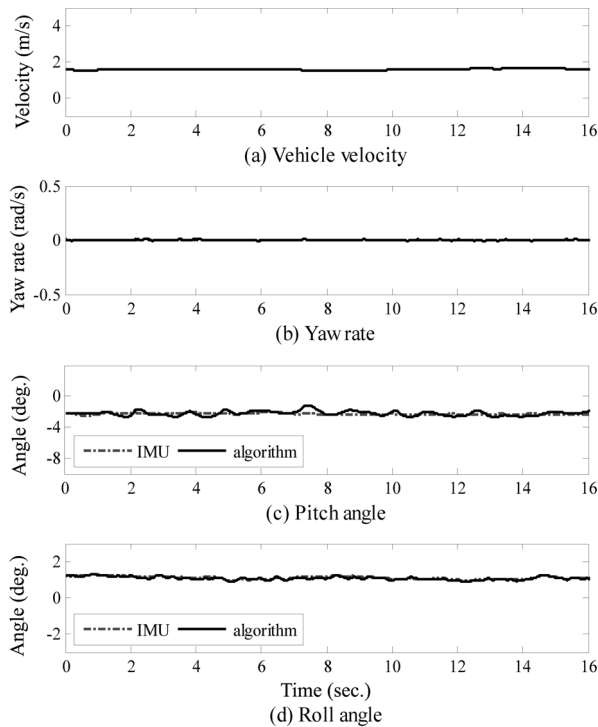 4
2
0
Velocity (m/s)
0 2 4 6 8 10 12 14 16
(a) Vehicle velocity
0.5
0
-0.5
Yaw rate (rad/s)
0 2 4 6 8 10 12 14 16
(b) Yaw rate
0
-4
-8
Angle (deg.)
IMU algorithm
0 2 4 6 8 10 12 14 16
(c) Pitch angle
2
0
-2
Angle (deg.)
IMU algorithm
0 2 4 6 8 10 12 14 16
Time (sec.)
(d) Roll angle